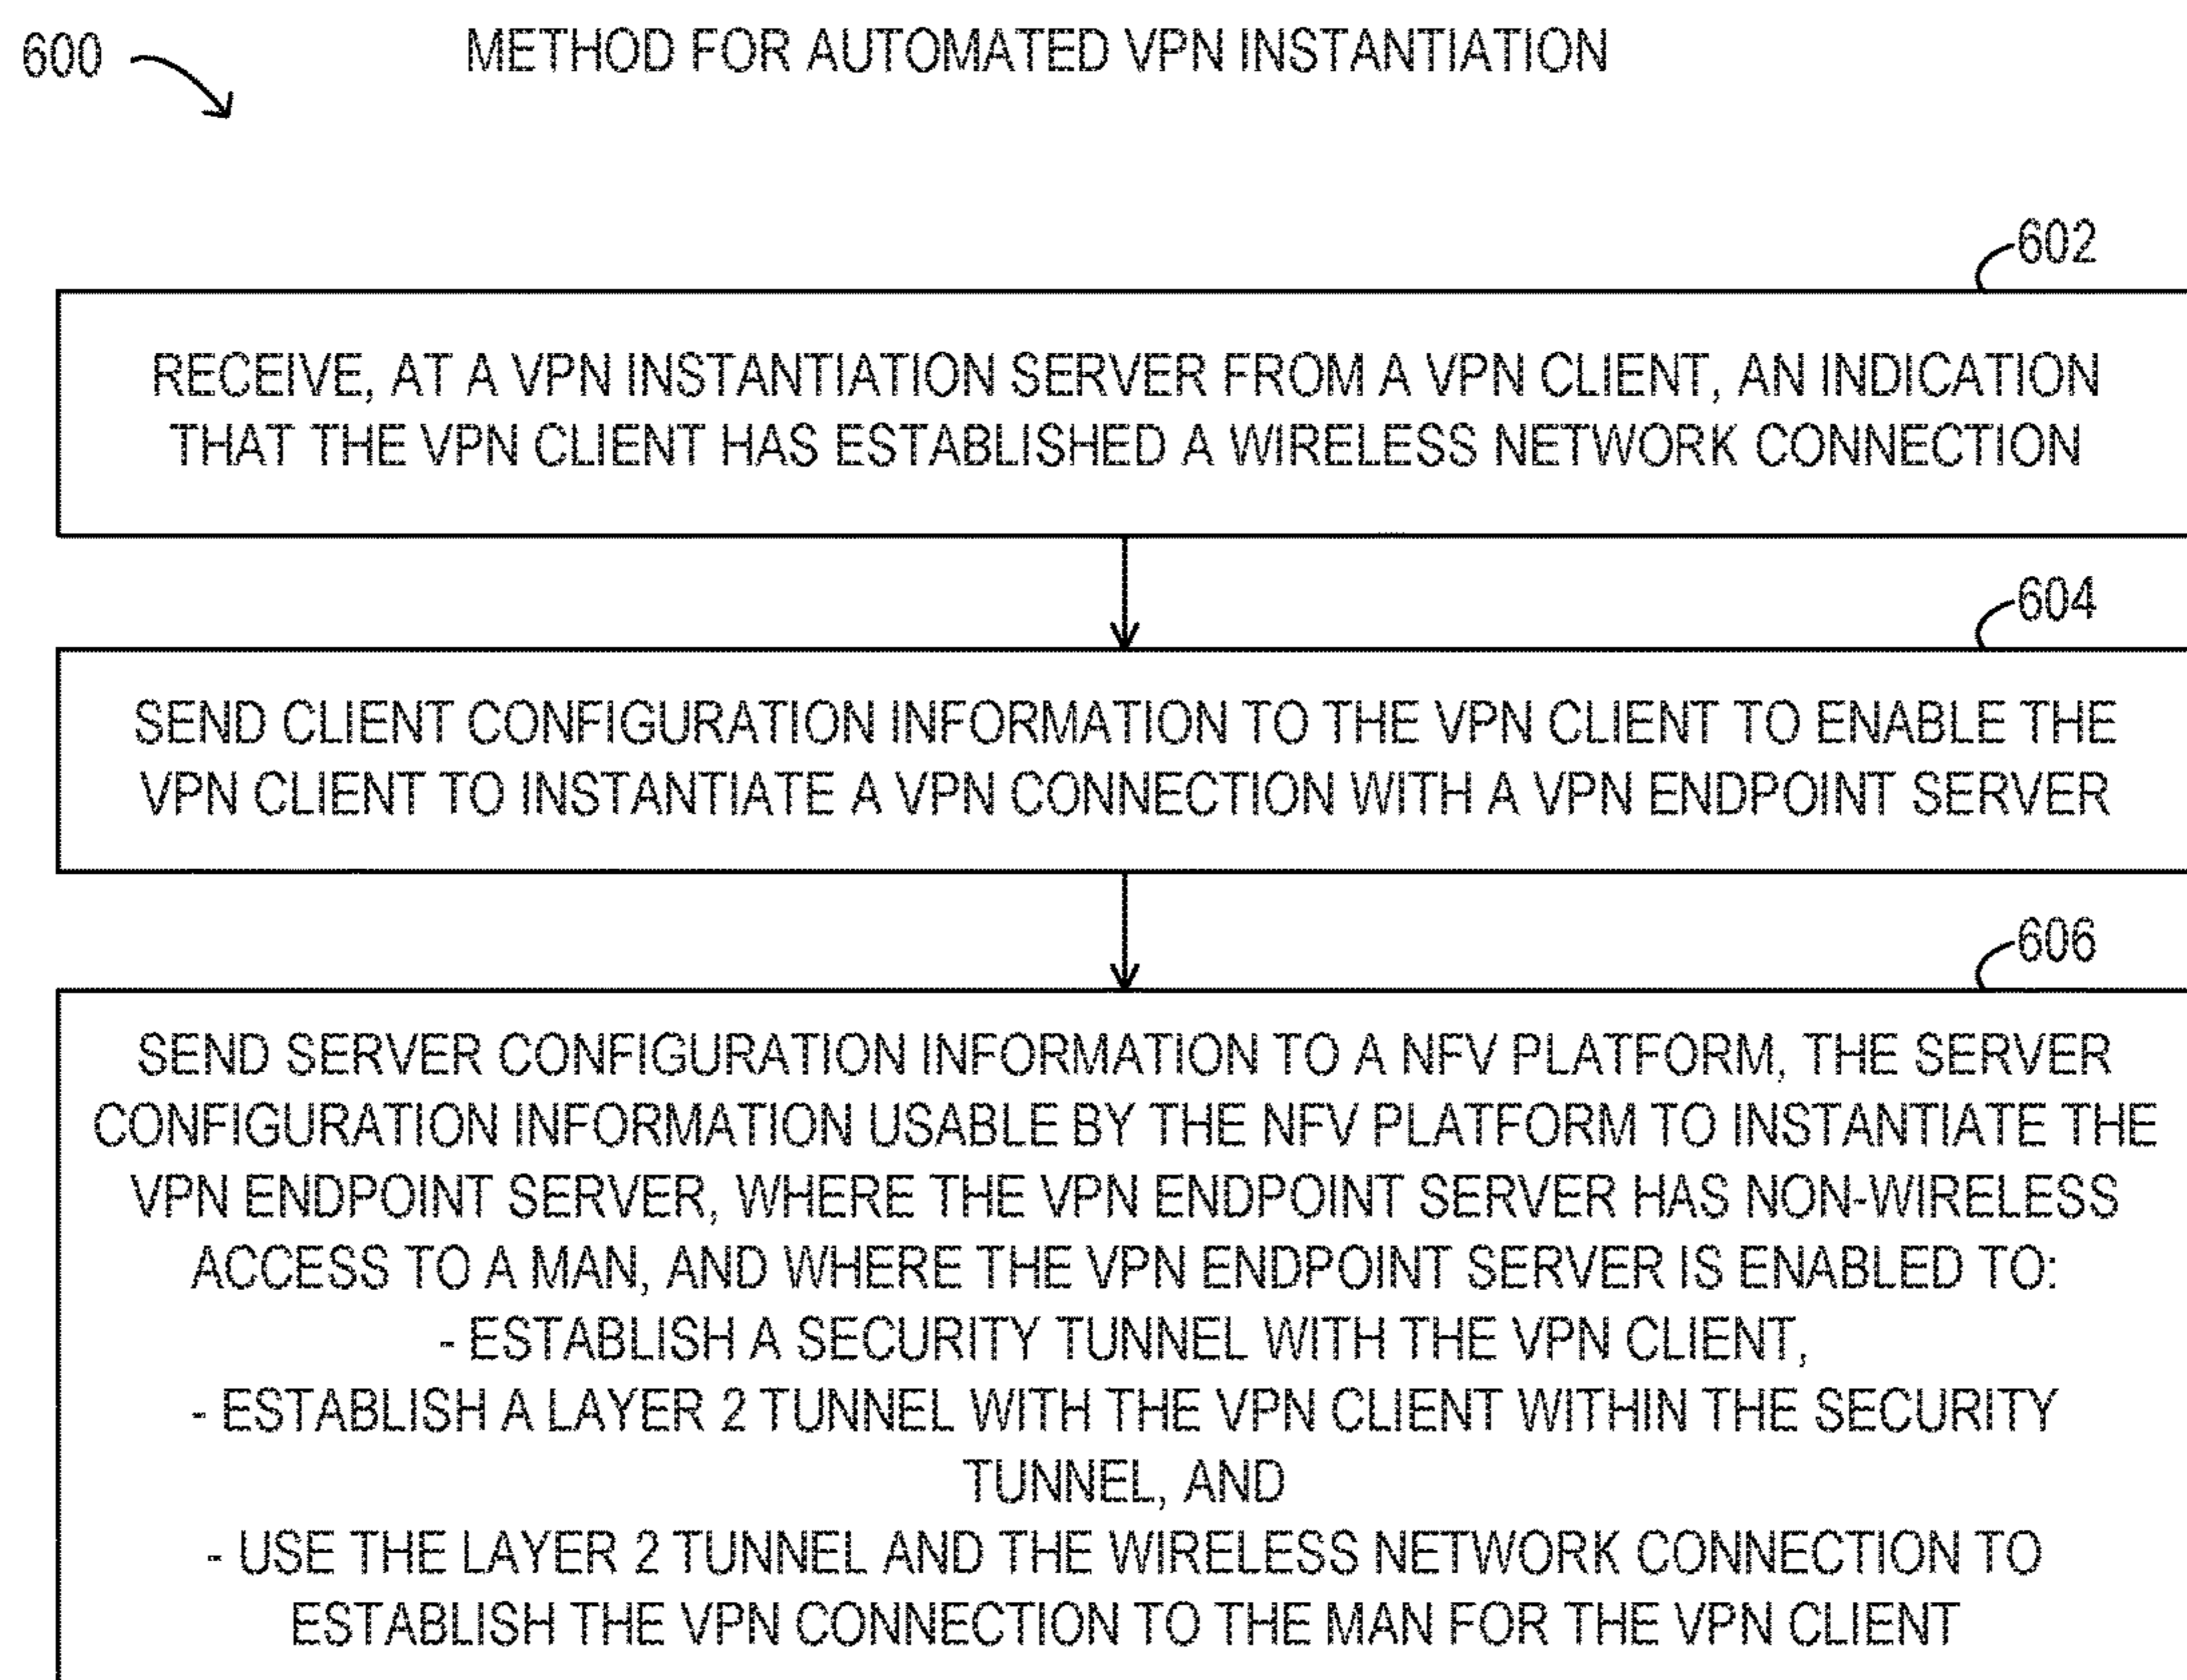 600
METHOD FOR AUTOMATED VPN INSTANTIATION
602
RECEIVE, AT A VPN INSTANTIATION SERVER FROM A VPN CLIENT, AN INDICATION
THAT THE VPN CLIENT HAS ESTABLISHED A WIRELESS NETWORK CONNECTION
604
SEND CLIENT CONFIGURATION INFORMATION TO THE VPN CLIENT TO ENABLE THE
VPN CLIENT TO INSTANTIATE A VPN CONNECTION WITH A VPN ENDPOINT SERVER
606
SEND SERVER CONFIGURATION INFORMATION TO A NFV PLATFORM, THE SERVER
CONFIGURATION INFORMATION USABLE BY THE NFV PLATFORM TO INSTANTIATE THE
VPN ENDPOINT SERVER, WHERE THE VPN ENDPOINT SERVER HAS NON-WIRELESS
ACCESS TO A MAN, AND WHERE THE VPN ENDPOINT SERVER IS ENABLED TO:
- ESTABLISH A SECURITY TUNNEL WITH THE VPN CLIENT,
- ESTABLISH A LAYER 2 TUNNEL WITH THE VPN CLIENT WITHIN THE SECURITY
TUNNEL, AND
- USE THE LAYER 2 TUNNEL AND THE WIRELESS NETWORK CONNECTION TO
ESTABLISH THE VPN CONNECTION TO THE MAN FOR THE VPN CLIENT